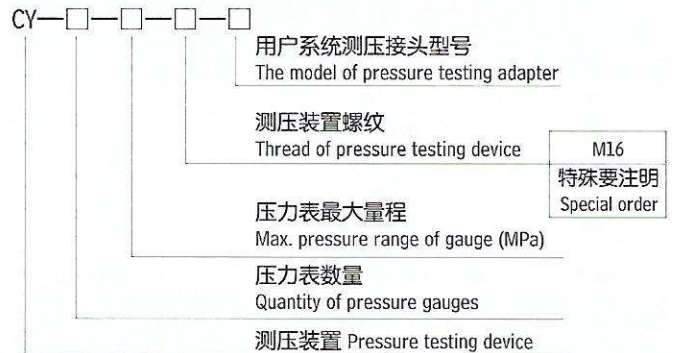 CY—□—□—□—□
用户系统测压接头型号
The model of pressure testing adapter
测压装置螺纹
Thread of pressure testing device
M16
特殊要注明
Special order
压力表最大量程
Max. pressure range of gauge (MPa)
压力表数量
Quantity of pressure gauges
测压装置 Pressure testing device